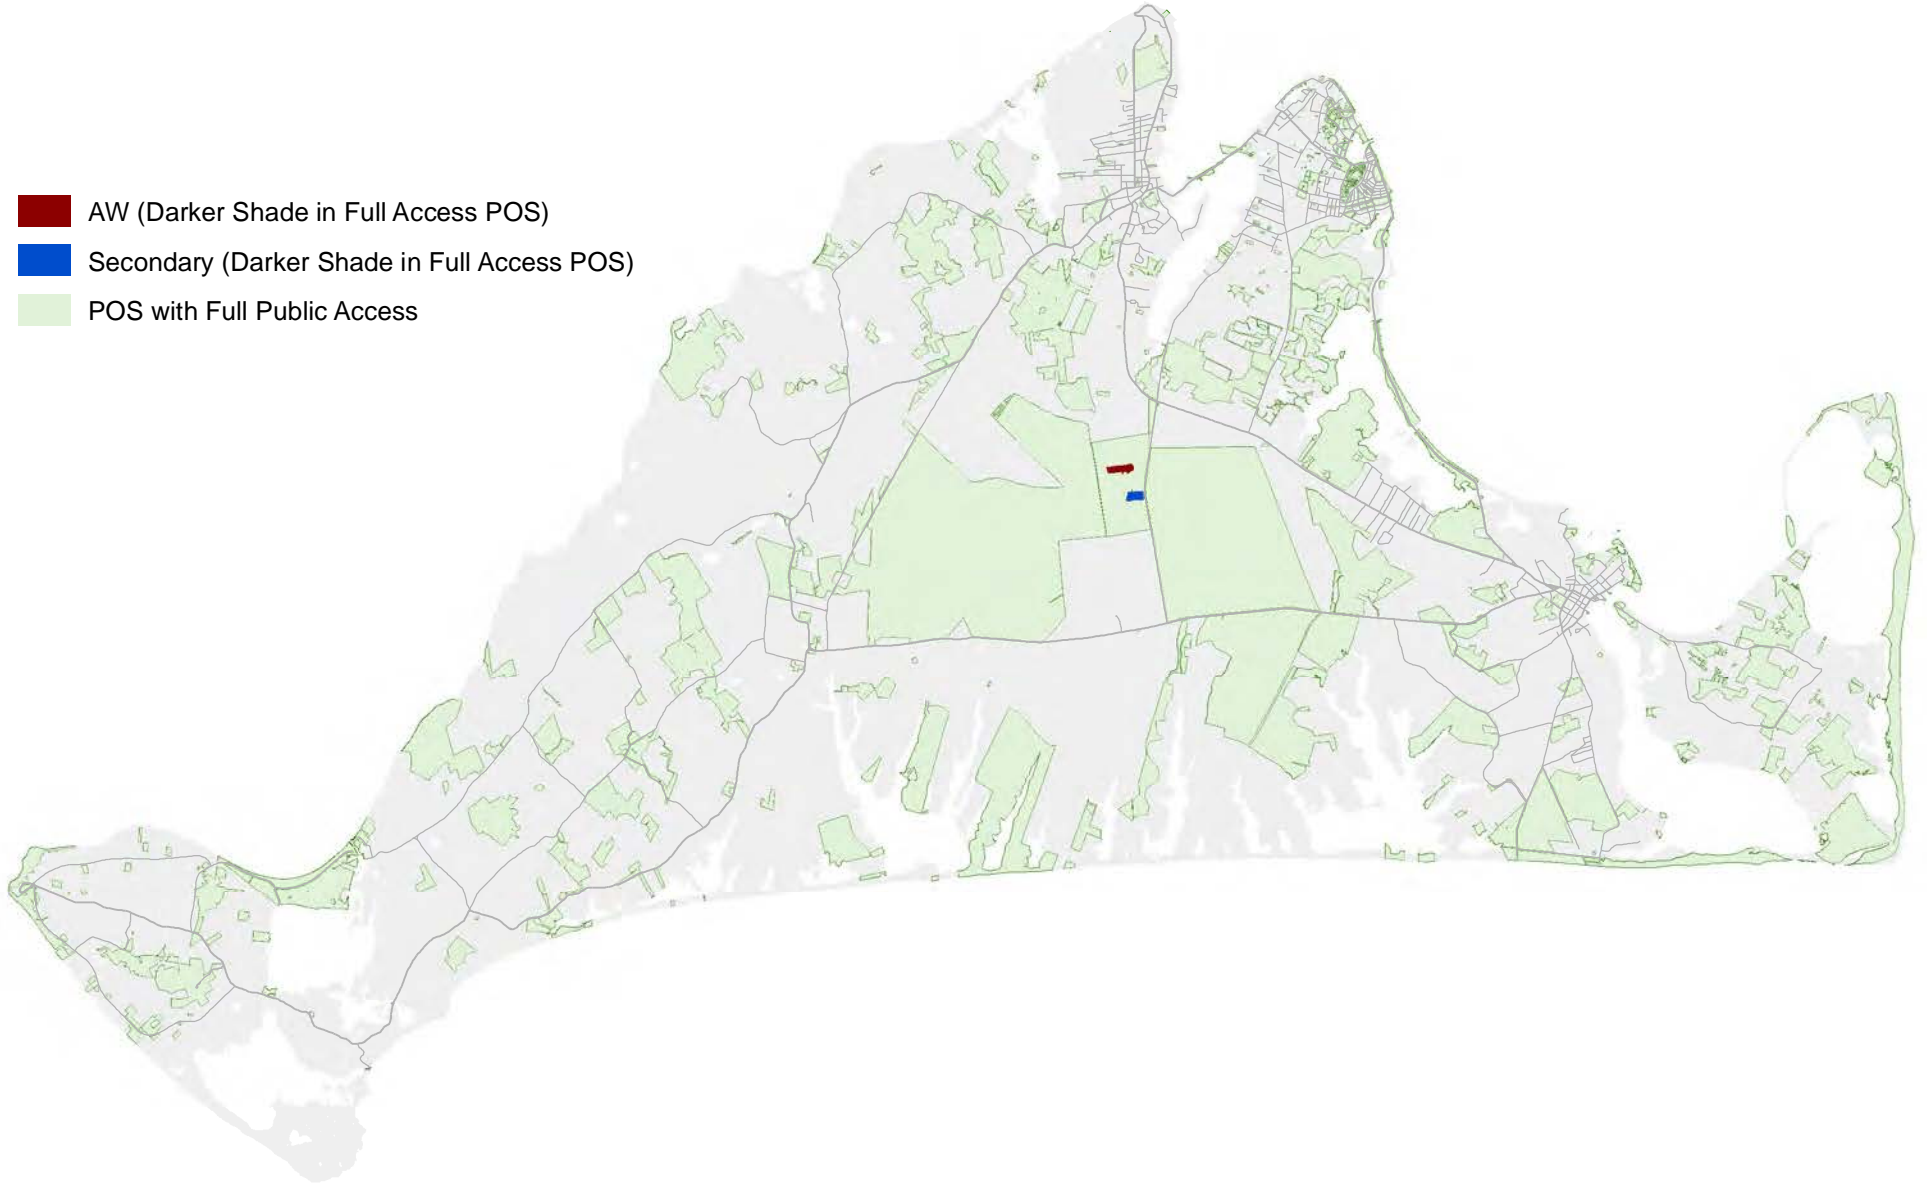 AW (Darker Shade in Full Access POS)
Secondary (Darker Shade in Full Access POS)
POS with Full Public Access